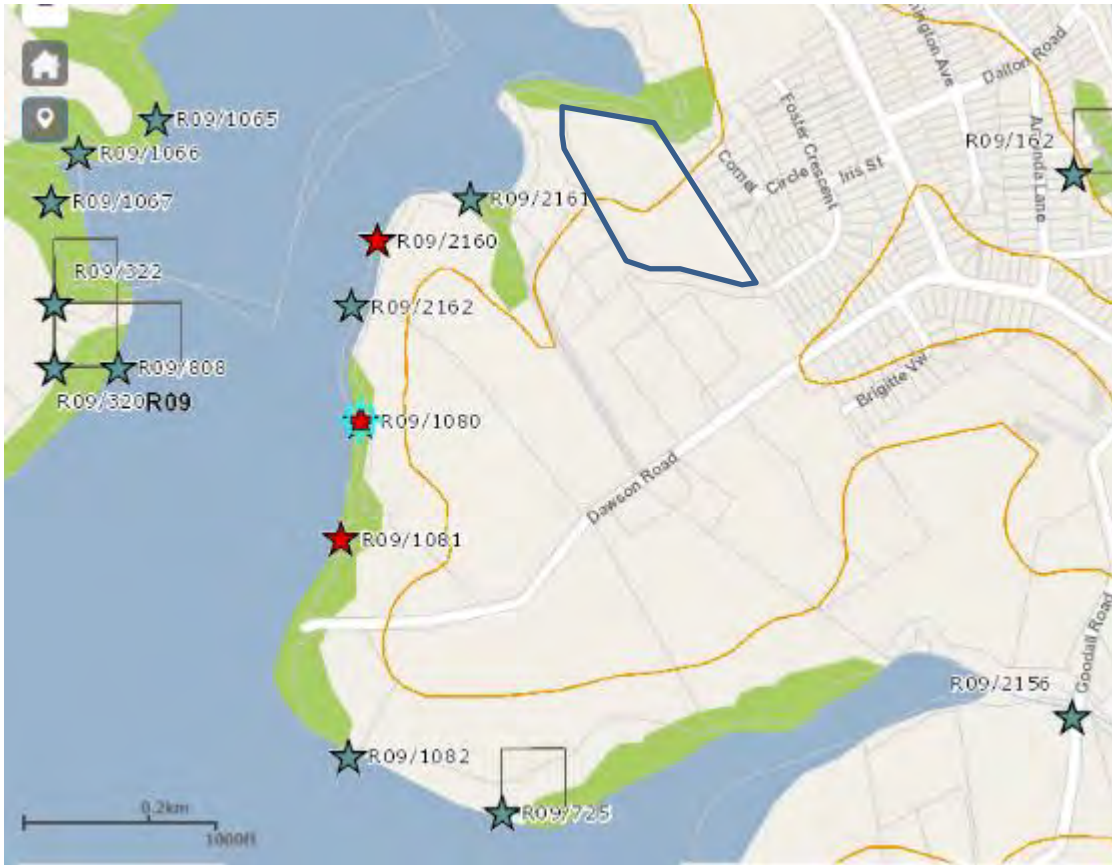 Dalton Road
R09/1065
R09/1066
R09/162
Foster Crescent
Amanda Lane
Circle
Iris St
R09/1067
R09/2161
R09/2160
R09/322
R09/2162
R09/808
R09/320
R09
Brigitte Vw
R09/1080
Dawson Road
R09/1081
Goodall Road
R09/2156
R09/1082
0.2km
R09/725
1000ft